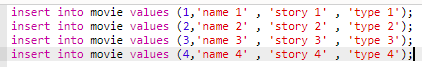 insert into movie values (1,'name 1' , 'story 1' , 'type 1');
insert into movie values (2,'name 2' , 'story 2' , 'type 2');
insert into movie values (3,'name 3' , 'story 3' , 'type 3');
insert into movie values (4,'name 4' , 'story 4' , 'type 4');